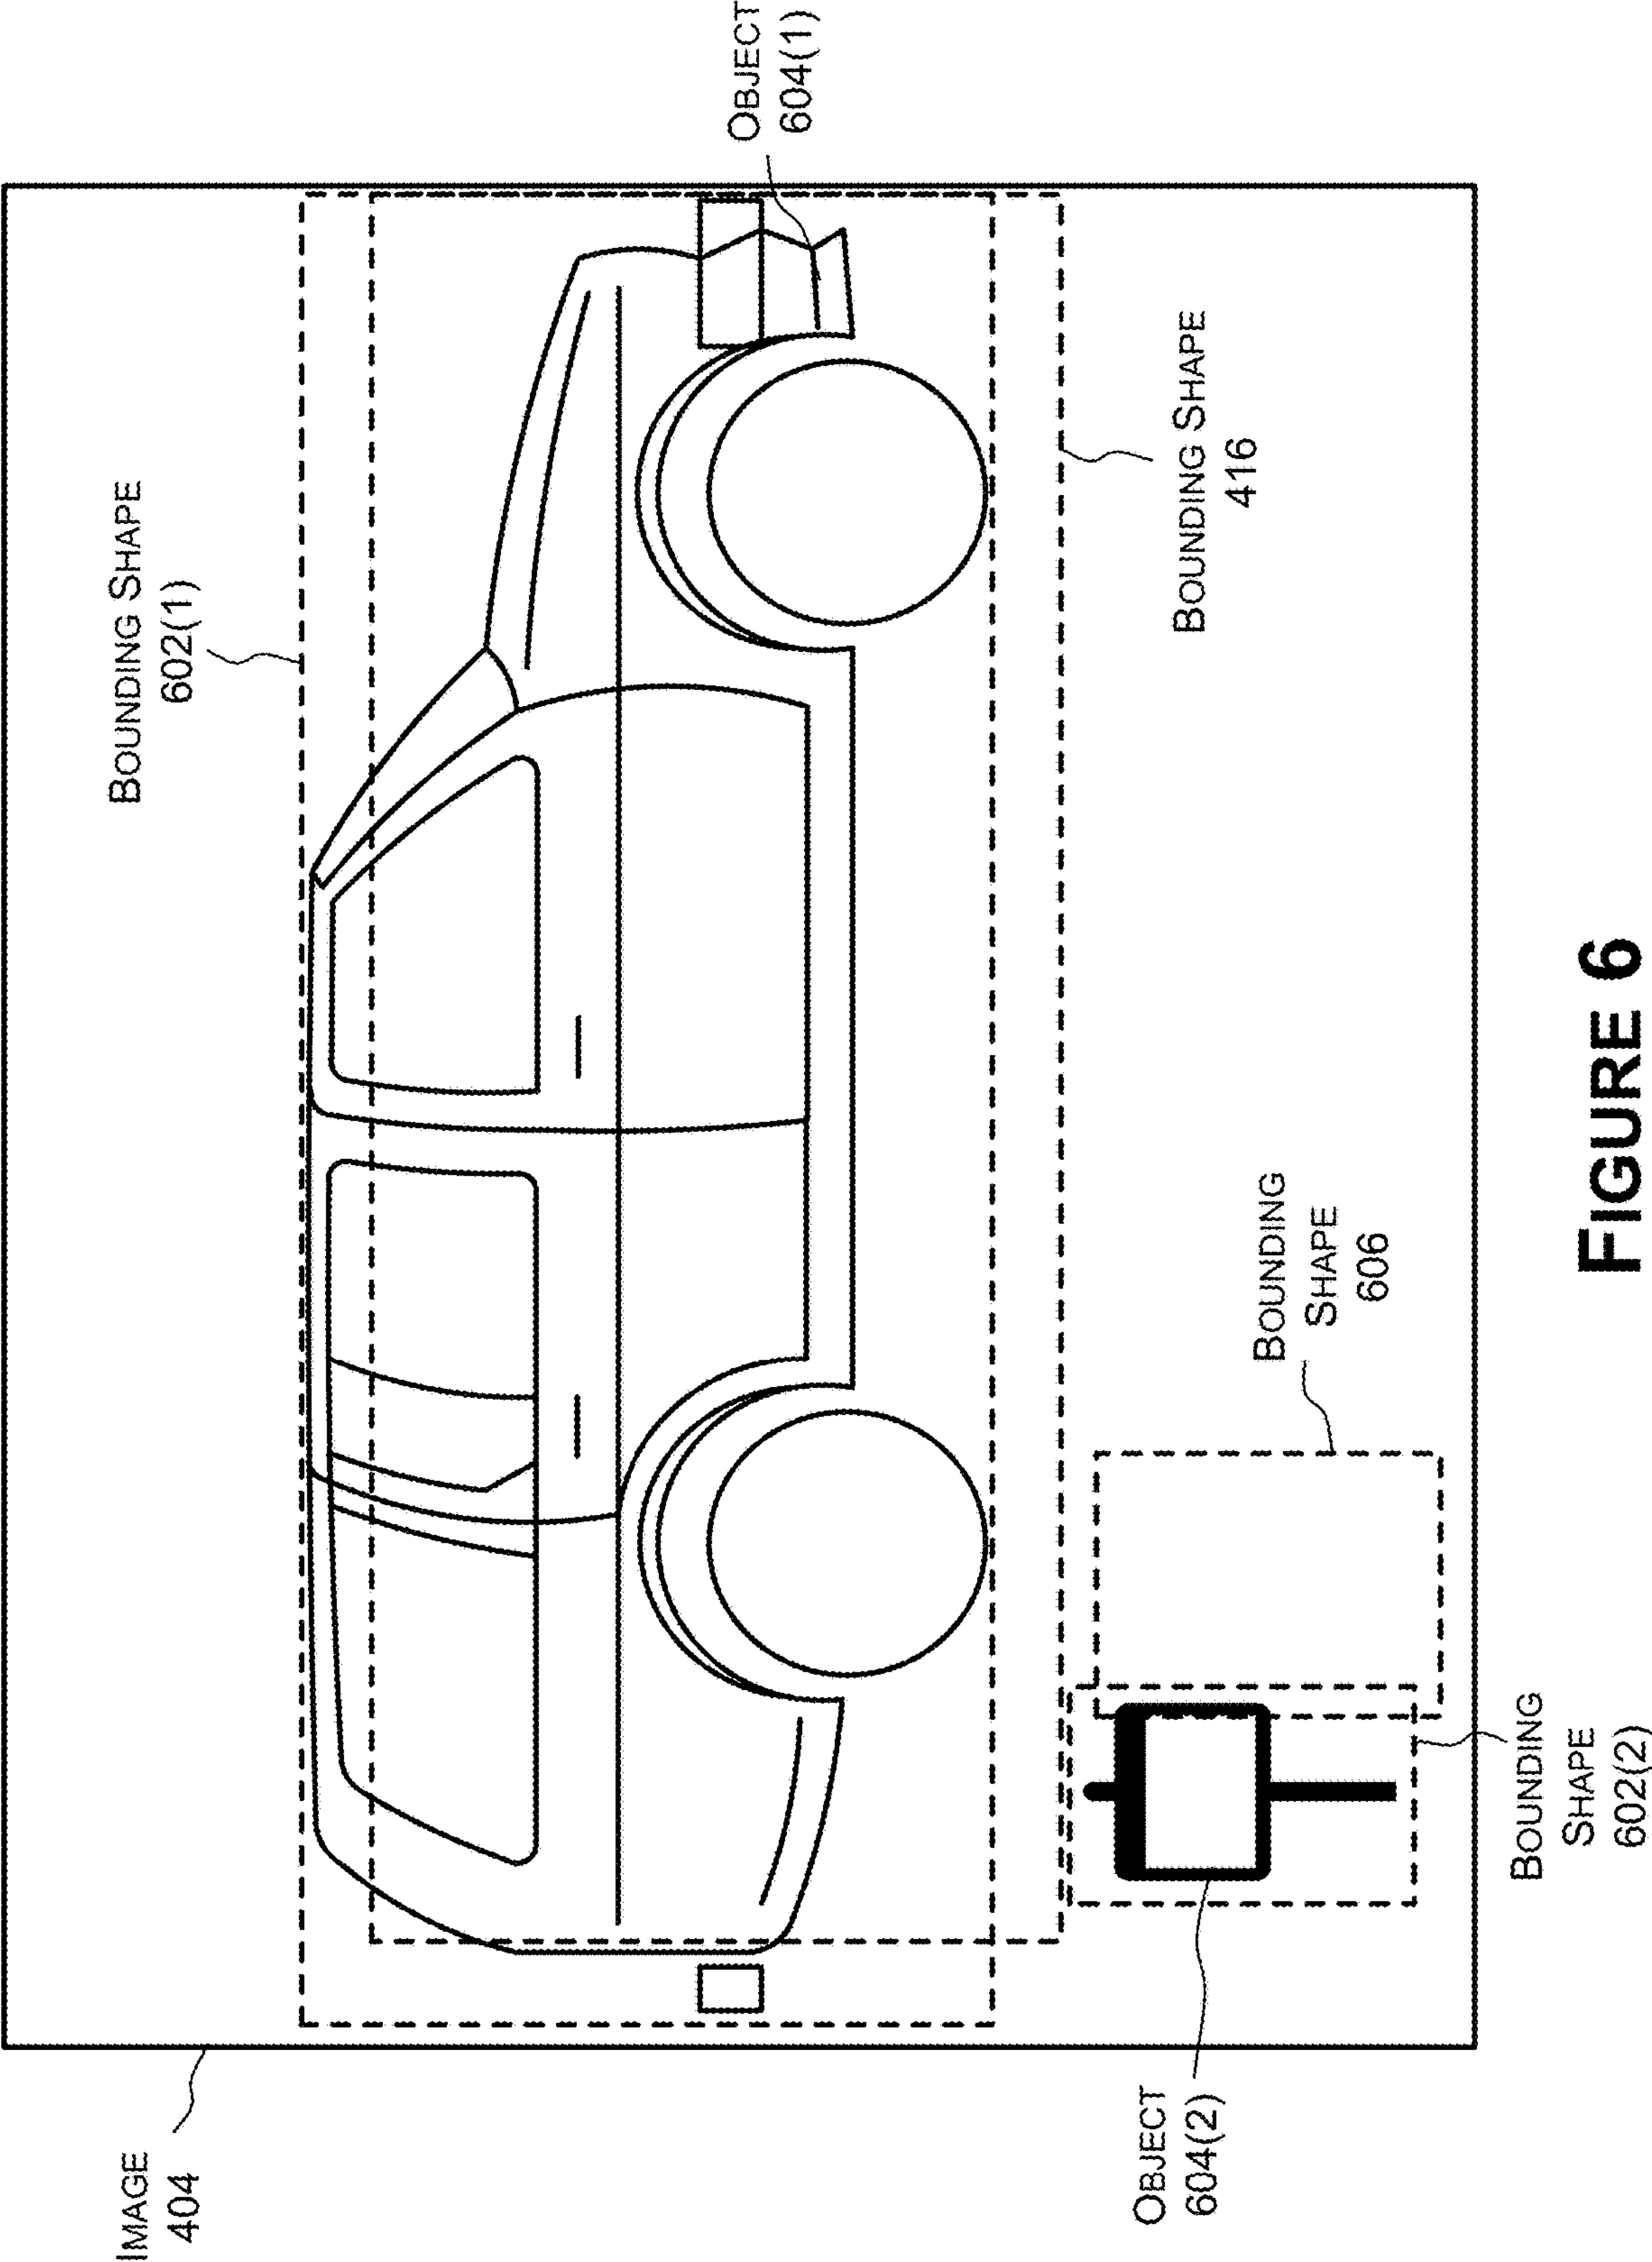 IMAGE
404
BOUNDING SHAPE
602(1)
OBJECT
604(1)
BOUNDING SHAPE
416
BOUNDING
SHAPE
606
OBJECT
604(2)
BOUNDING
SHAPE
602(2)
FIGURE 6